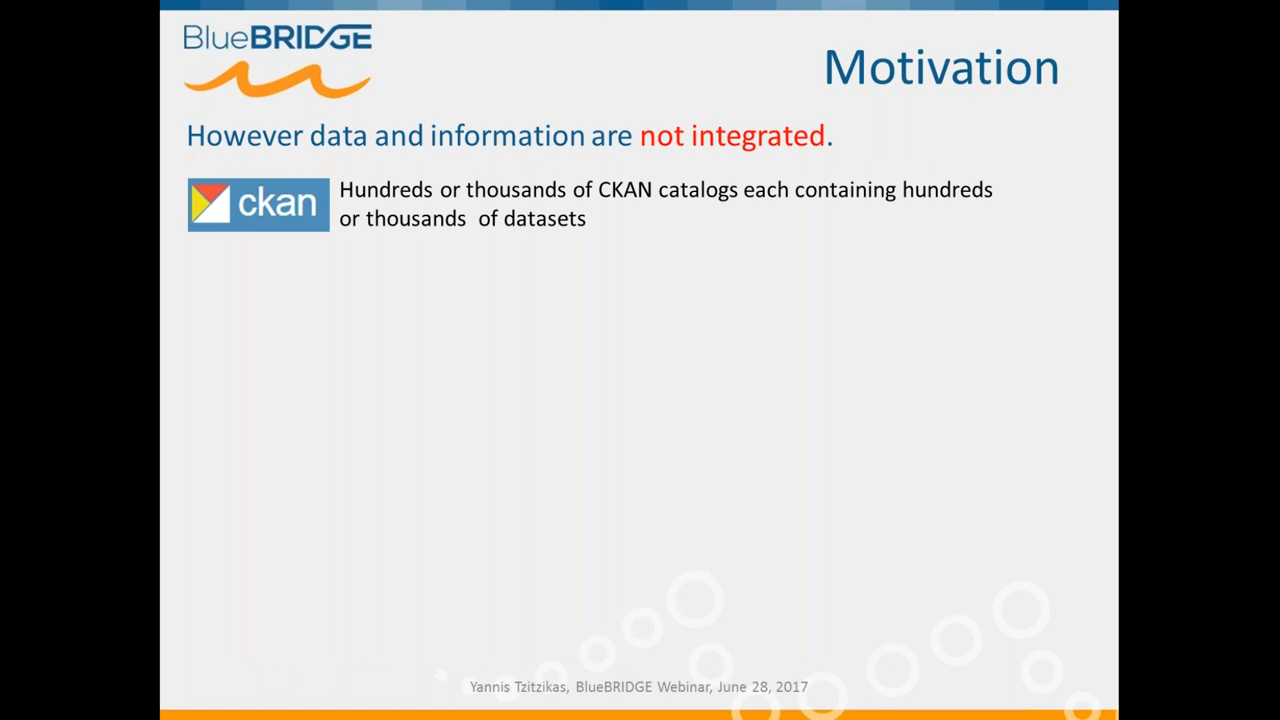 BlueBRIDGE
Motivation
However data and information are not integrated.
ckan
Hundreds or thousands of CKAN catalogs each containing hundreds
or thousands of datasets
Yannis Tzitzikas, BlueBRIDGE Webinar, June 28, 2017